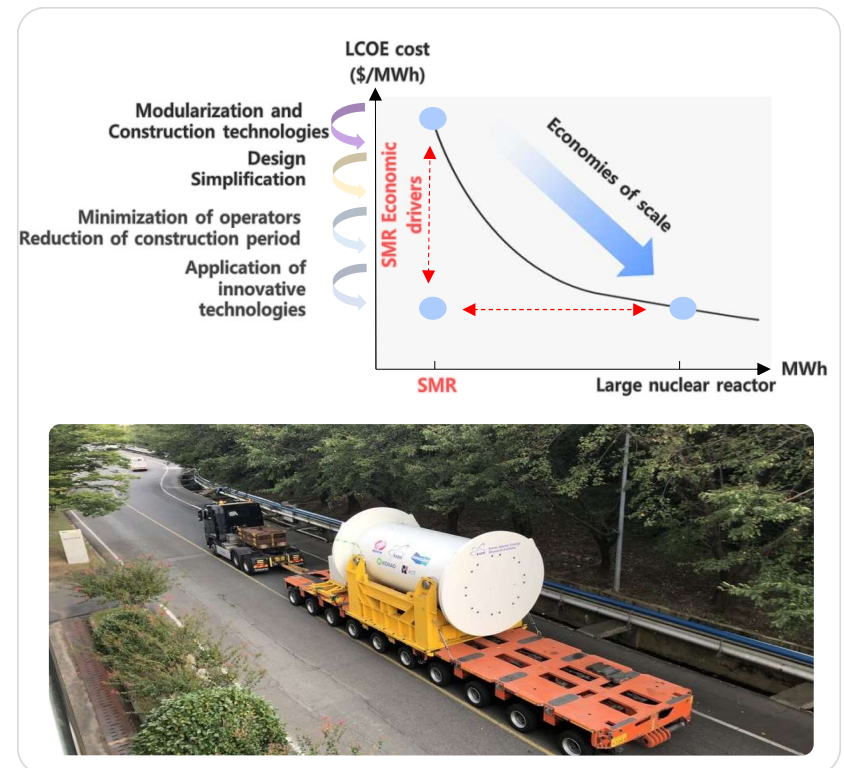 LCOE cost
($/MWh)
Modularization and
Construction technologies
Design
Simplification
Minimization of operators
Reduction of construction period
Application of
innovative
technologies
SMR Economic
drivers
Economies of scale
MWh
SMR
Large nuclear reactor